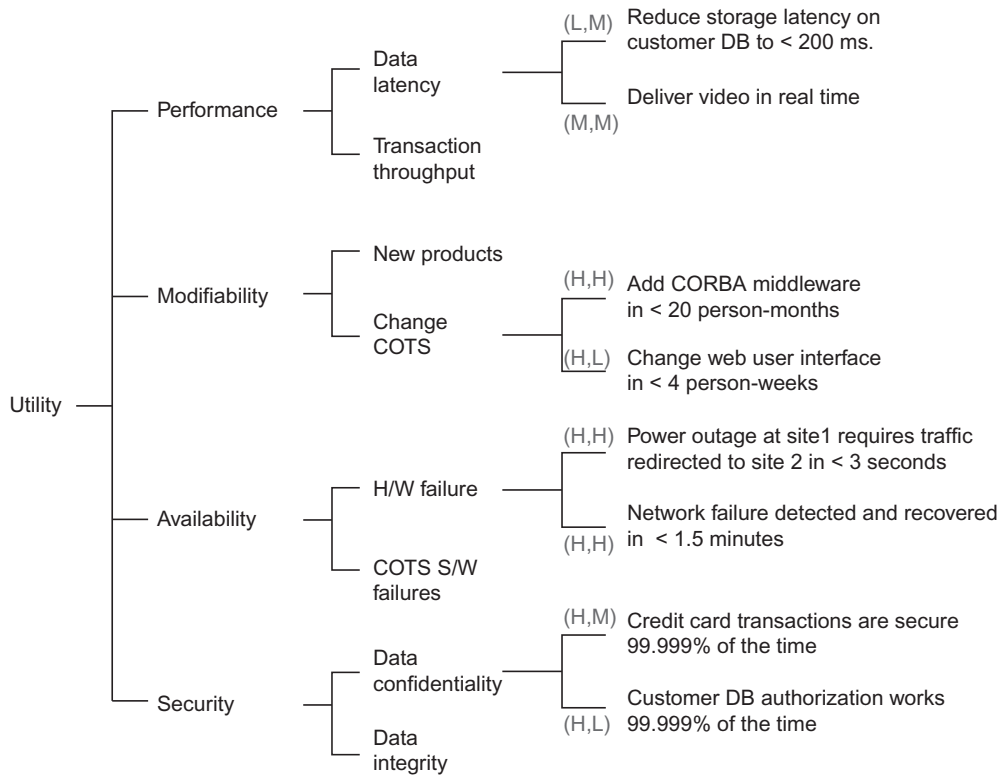 (L,M)
Reduce storage latency on
customer DB to < 200 ms.
Data
latency
Performance
Deliver video in real time
(M,M)
Transaction
throughput
New products
(H,H)
Add CORBA middleware
in < 20 person-months
Modifiability
Change
COTS
(H,L)
Change web user interface
in < 4 person-weeks
Utility
(H,H)
Power outage at site1 requires traffic
redirected to site 2 in < 3 seconds
H/W failure
Availability
Network failure detected and recovered
in < 1.5 minutes
(H,H)
COTS S/W
failures
(H,M)
Credit card transactions are secure
99.999% of the time
Data
confidentiality
Security
Customer DB authorization works
99.999% of the time
(H,L)
Data
integrity